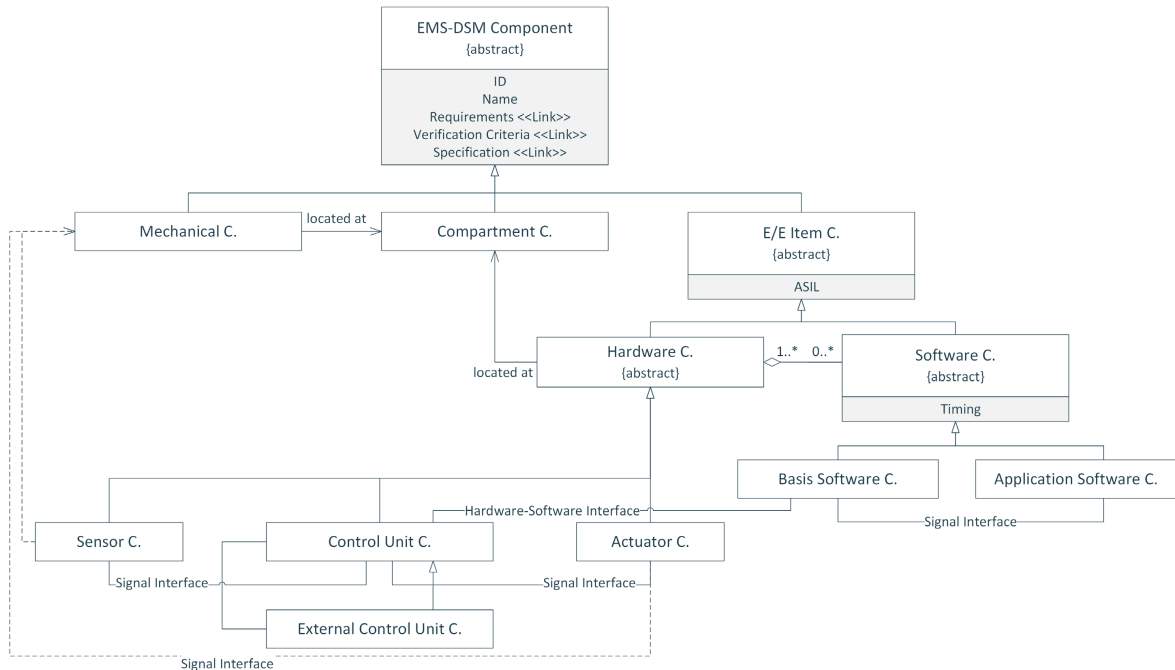 EMS-DSM Component
{abstract}
ID
Name
Requirements <<Link>>
Verification Criteria <<Link>>
Specification <<Link>>
Mechanical C.
located at
Compartment C.
E/E Item C.
{abstract}
ASIL
Hardware C.
{abstract}
located at
1..*
0..*
Software C.
{abstract}
Timing
Basis Software C.
Application Software C.
Hardware-Software Interface
Signal Interface
Sensor C.
Control Unit C.
Actuator C.
Signal Interface
Signal Interface
External Control Unit C.
Signal Interface